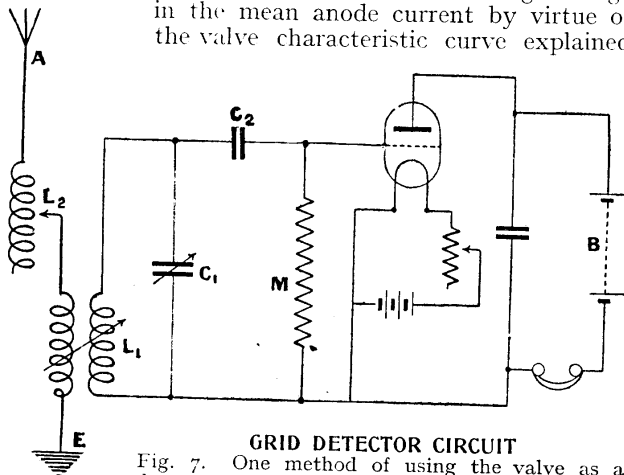 in the mean anode current by virtue o
the valve characteristic curve explained
A
C₂
L₂
C₁
M
B
L₁
E
GRID DETECTOR CIRCUIT
Fig. 7. One method of using the valve as a